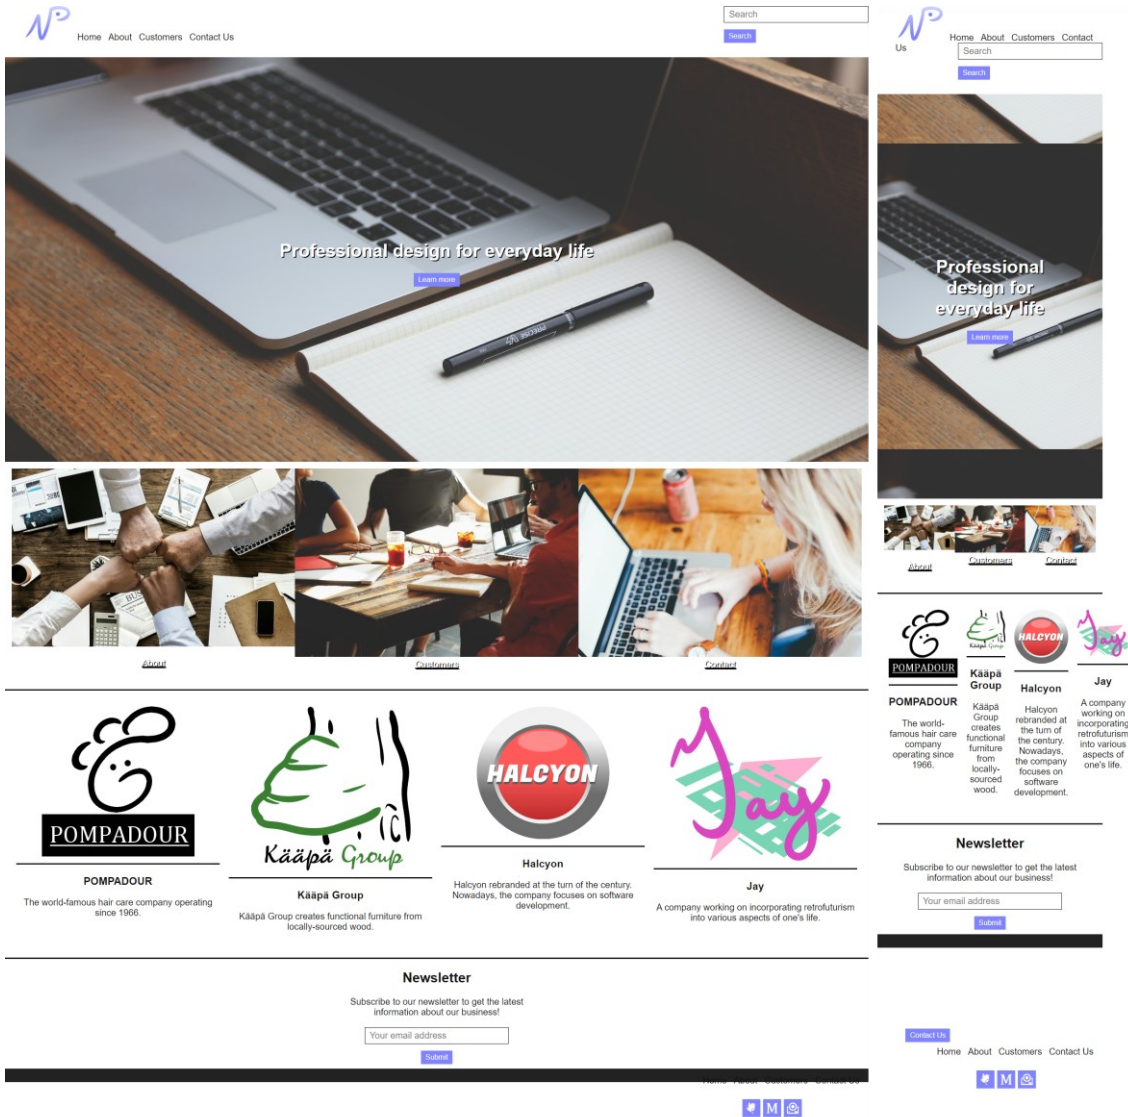 NP
Home About Customers Contact Us
Search
Search
Professional design for everyday life
Learn more
PRECISE V7
About
Customers
Contact
POMPADOUR
Kääpä Group
HALCYON
Jay
POMPADOUR
The world-famous hair care company operating
since 1966.
Kääpä Group
Kääpä Group creates functional furniture from
locally-sourced wood.
Halcyon
Halcyon rebranded at the turn of the century.
Nowadays, the company focuses on software
development.
Jay
A company working on incorporating retrofuturism
into various aspects of one's life.
Newsletter
Subscribe to our newsletter to get the latest
information about our business!
Your email address
Submit
Home About Customers Contact Us
M
NP
Home About Customers Contact
Us
Search
Search
Professional
design for
everyday life
Learn more
About
Customers
Contact
POMPADOUR
Kääpä Group
HALCYON
Jay
POMPADOUR
The world-
famous hair care
company
operating since
1966.
Kääpä
Group
Kääpä
Group
creates
functional
furniture
from
locally-
sourced
wood.
Halcyon
Halcyon
rebranded at
the turn of
the century.
Nowadays,
the company
focuses on
software
development.
Jay
A company
working on
incorporating
retrofuturism
into various
aspects of
one's life.
Newsletter
Subscribe to our newsletter to get the latest
information about our business!
Your email address
Submit
Contact Us
Home About Customers Contact Us
M